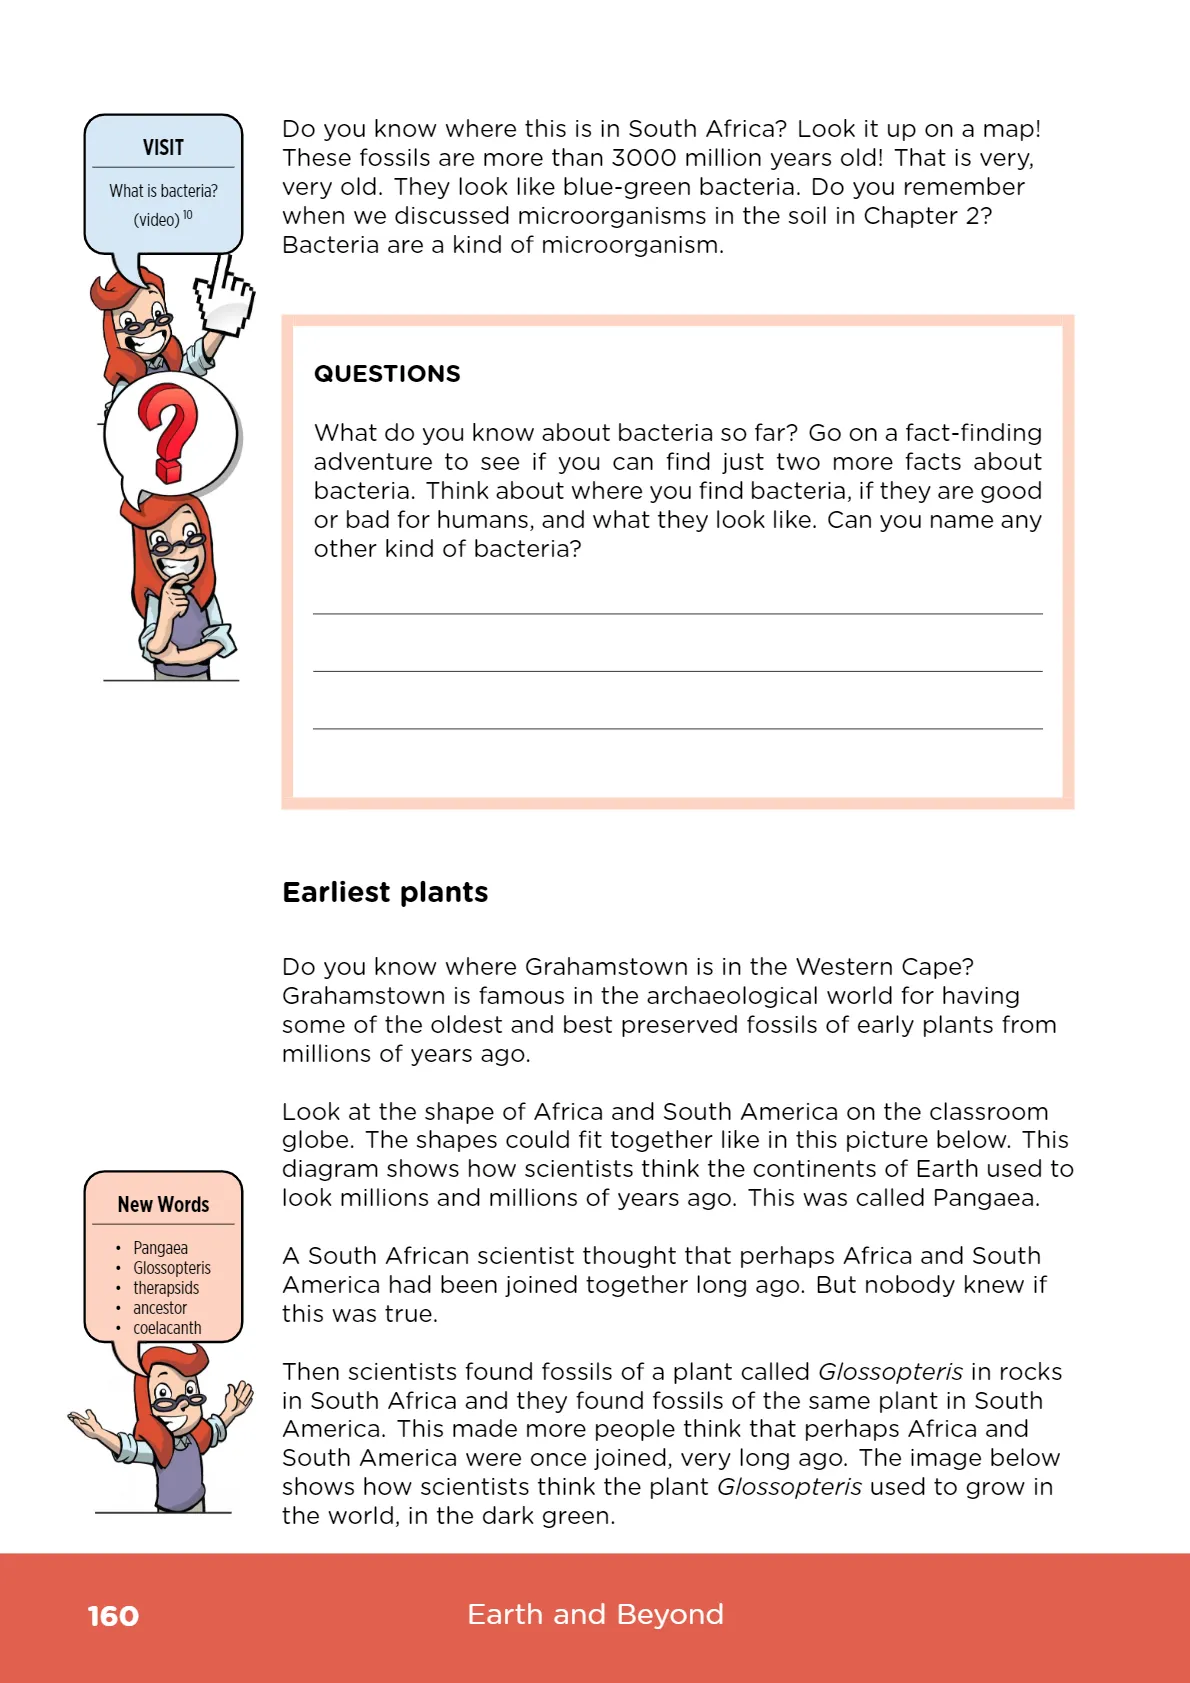 VISIT
What is bacteria?
(video) 10
Do you know where this is in South Africa? Look it up on a map!
These fossils are more than 3000 million years old! That is very,
very old. They look like blue-green bacteria. Do you remember
when we discussed microorganisms in the soil in Chapter 2?
Bacteria are a kind of microorganism.
?
QUESTIONS
What do you know about bacteria so far? Go on a fact-finding
adventure to see if you can find just two more facts about
bacteria. Think about where you find bacteria, if they are good
or bad for humans, and what they look like. Can you name any
other kind of bacteria?
Earliest plants
Do you know where Grahamstown is in the Western Cape?
Grahamstown is famous in the archaeological world for having
some of the oldest and best preserved fossils of early plants from
millions of years ago.
Look at the shape of Africa and South America on the classroom
globe. The shapes could fit together like in this picture below. This
diagram shows how scientists think the continents of Earth used to
look millions and millions of years ago. This was called Pangaea.
New Words
• Pangaea
• Glossopteris
• therapsids
• ancestor
• coelacanth
A South African scientist thought that perhaps Africa and South
America had been joined together long ago. But nobody knew if
this was true.
Then scientists found fossils of a plant called Glossopteris in rocks
in South Africa and they found fossils of the same plant in South
America. This made more people think that perhaps Africa and
South America were once joined, very long ago. The image below
shows how scientists think the plant Glossopteris used to grow in
the world, in the dark green.
160
Earth and Beyond